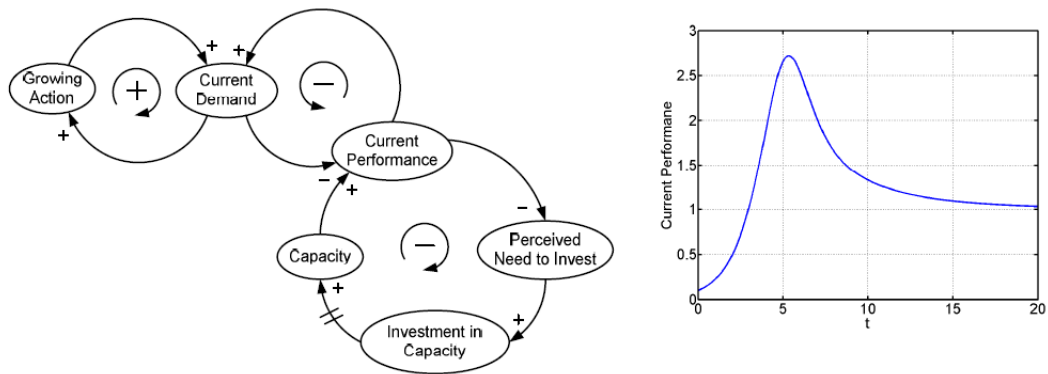 Growing
Action
+
+
+
Current
Demand
+
−
Current
Performance
−
+
−
Capacity
+
−
Perceived
Need to Invest
+
Investment in
Capacity
+
Current Performane
3
2.5
2
1.5
1
0.5
0
0
5
10
15
20
t